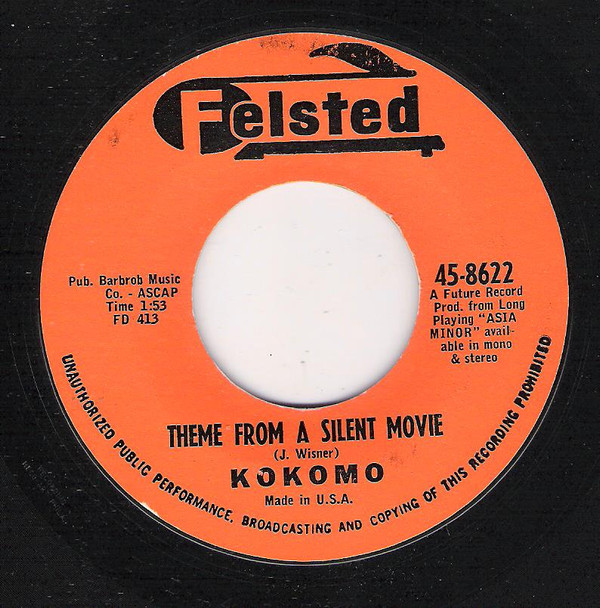 Felsted
Pub. Barbrob Music
Co. - ASCAP
Time 1:53
FD 413
45-8622
A Future Record
Prod. from Long
Playing "ASIA
MINOR" avail-
able in mono
& stereo
THEME FROM A SILENT MOVIE
(J. Wisner)
KOKOMO
Made in U.S.A.
UNAUTHORIZED PUBLIC PERFORMANCE, BROADCASTING AND COPYING OF THIS RECORDING PROHIBITED